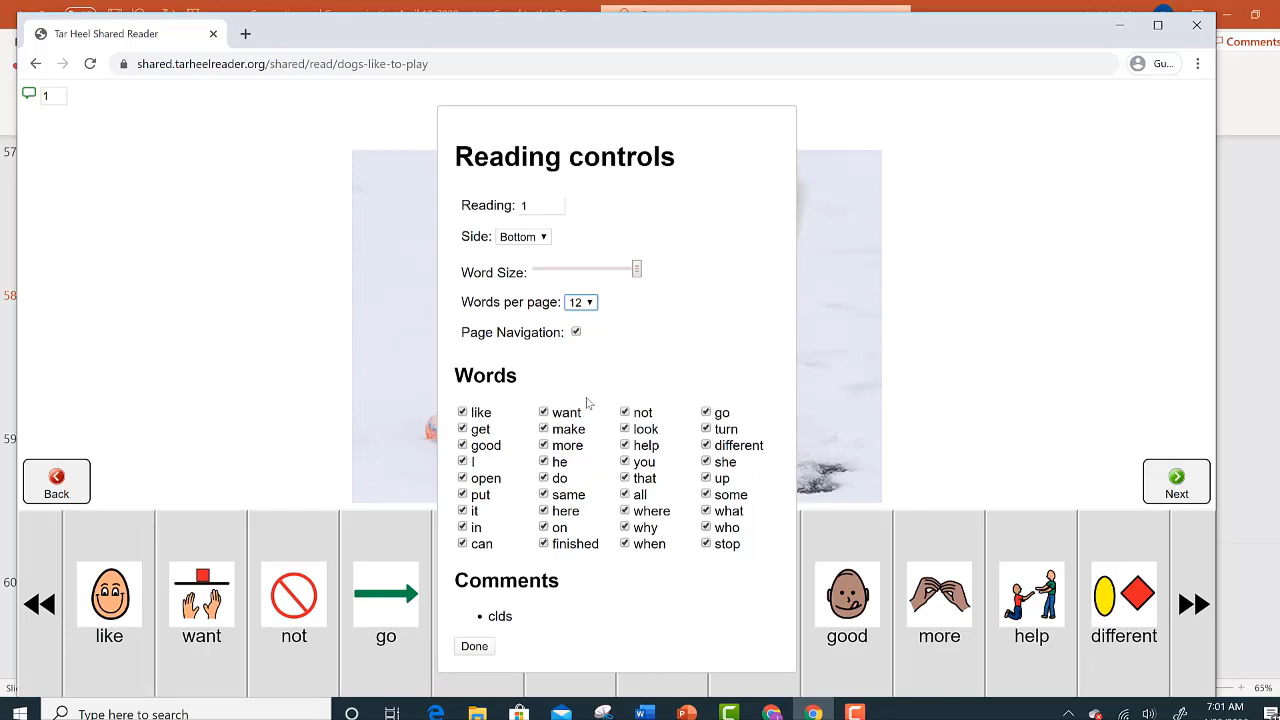 Tar Heel Shared Reader
Comments
shared.tarheelreader.org/shared/read/dogs-like-to-play
Gu...
1
Reading controls
Reading: 1
Side: Bottom
Word Size:
Words per page: 12
Page Navigation:
Words
like want not go
get make look turn
good more help different
I he you she
open do that up
put same all some
it here where what
in on why who
can finished when stop
Comments
clds
Done
Back
Next
like want not go good more help different
57
58
59
60
65%
Type here to search
7:01 AM